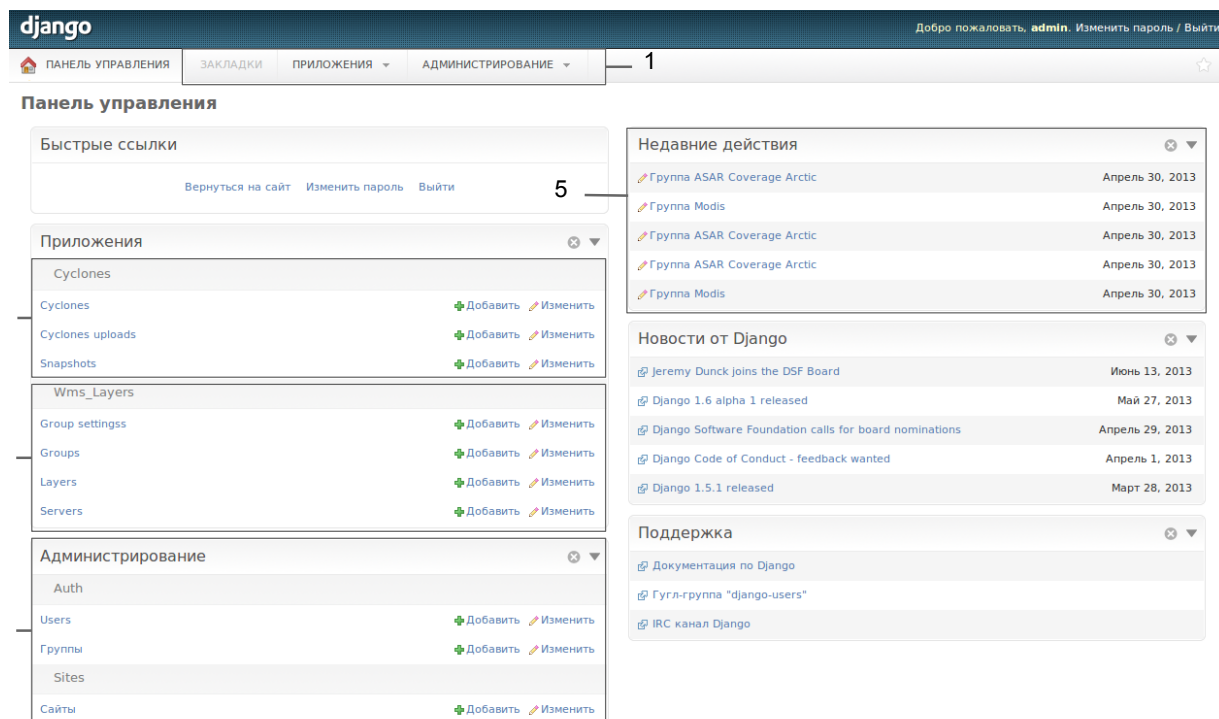 django
Добро пожаловать, admin. Изменить пароль / Выйти
ПАНЕЛЬ УПРАВЛЕНИЯ ЗАКЛАДКИ ПРИЛОЖЕНИЯ АДМИНИСТРИРОВАНИЕ 1
Панель управления
Быстрые ссылки
Вернуться на сайт Изменить пароль Выйти
Приложения
Cyclones
Cyclones Добавить Изменить
Cyclones uploads Добавить Изменить
Snapshots Добавить Изменить
Wms_Layers
Group settingss Добавить Изменить
Groups Добавить Изменить
Layers Добавить Изменить
Servers Добавить Изменить
Администрирование
Auth
Users Добавить Изменить
Группы Добавить Изменить
Sites
Сайты Добавить Изменить
5
Недавние действия
Группа ASAR Coverage Arctic Апрель 30, 2013
Группа Modis Апрель 30, 2013
Группа ASAR Coverage Arctic Апрель 30, 2013
Группа ASAR Coverage Arctic Апрель 30, 2013
Группа Modis Апрель 30, 2013
Новости от Django
Jeremy Dunck joins the DSF Board Июнь 13, 2013
Django 1.6 alpha 1 released Май 27, 2013
Django Software Foundation calls for board nominations Апрель 29, 2013
Django Code of Conduct - feedback wanted Апрель 1, 2013
Django 1.5.1 released Март 28, 2013
Поддержка
Документация по Django
Гугл-группа "django-users"
IRC канал Django